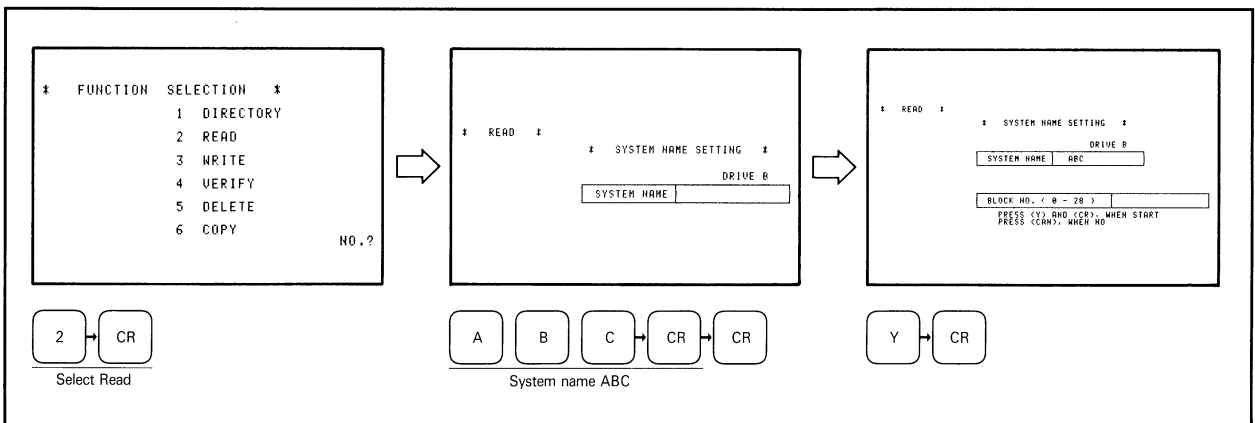 * FUNCTION SELECTION *
1 DIRECTORY
2 READ
3 WRITE
4 VERIFY
5 DELETE
6 COPY
NO.?
2 CR
Select Read
* READ *
* SYSTEM NAME SETTING *
DRIVE B
SYSTEM NAME
A B C CR CR
System name ABC
* READ *
* SYSTEM NAME SETTING *
DRIVE B
SYSTEM NAME ABC
BLOCK NO. ( 0 - 28 )
PRESS (Y) AND (CR), WHEN START
PRESS (CAN), WHEN NO
Y CR